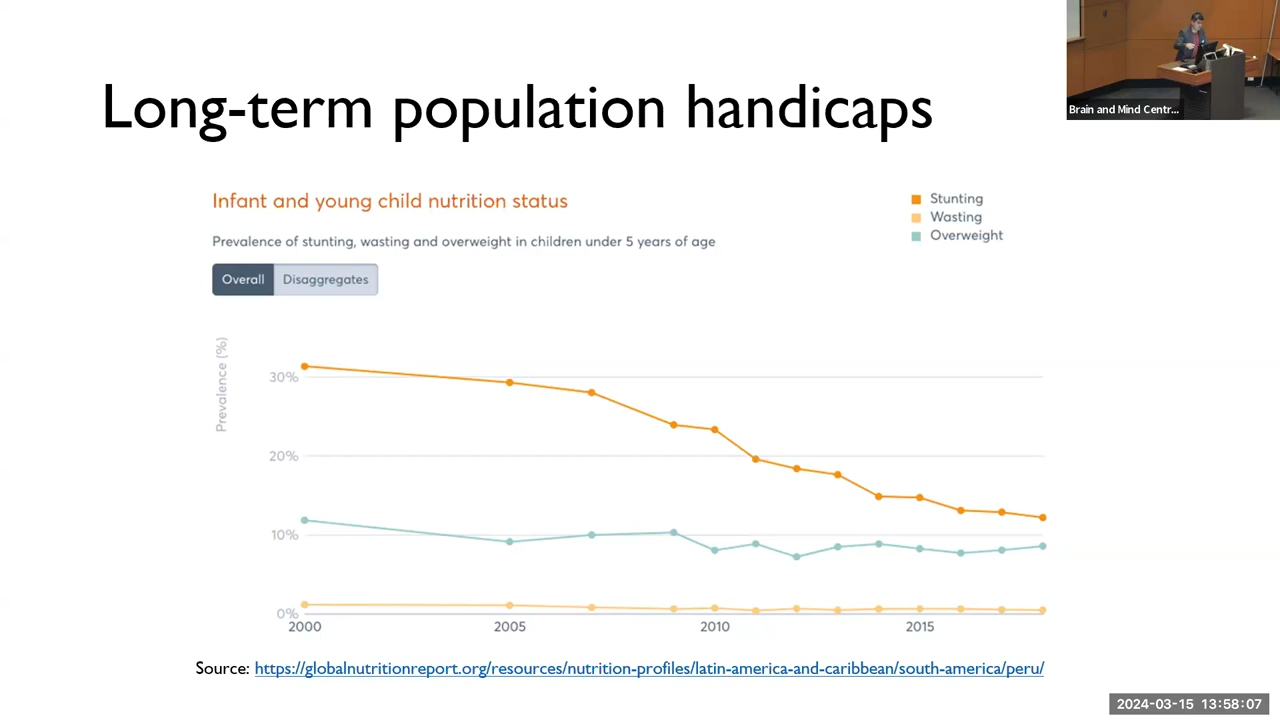 Long-term population handicaps
Brain and Mind Centr...
Infant and young child nutrition status
Prevalence of stunting, wasting and overweight in children under 5 years of age
Overall Disaggregates
Stunting
Wasting
Overweight
Prevalence (%)
30%
20%
10%
0%
2000 2005 2010 2015
Source: https://globalnutritionreport.org/resources/nutrition-profiles/latin-america-and-caribbean/south-america/peru/
2024-03-15 13:58:07